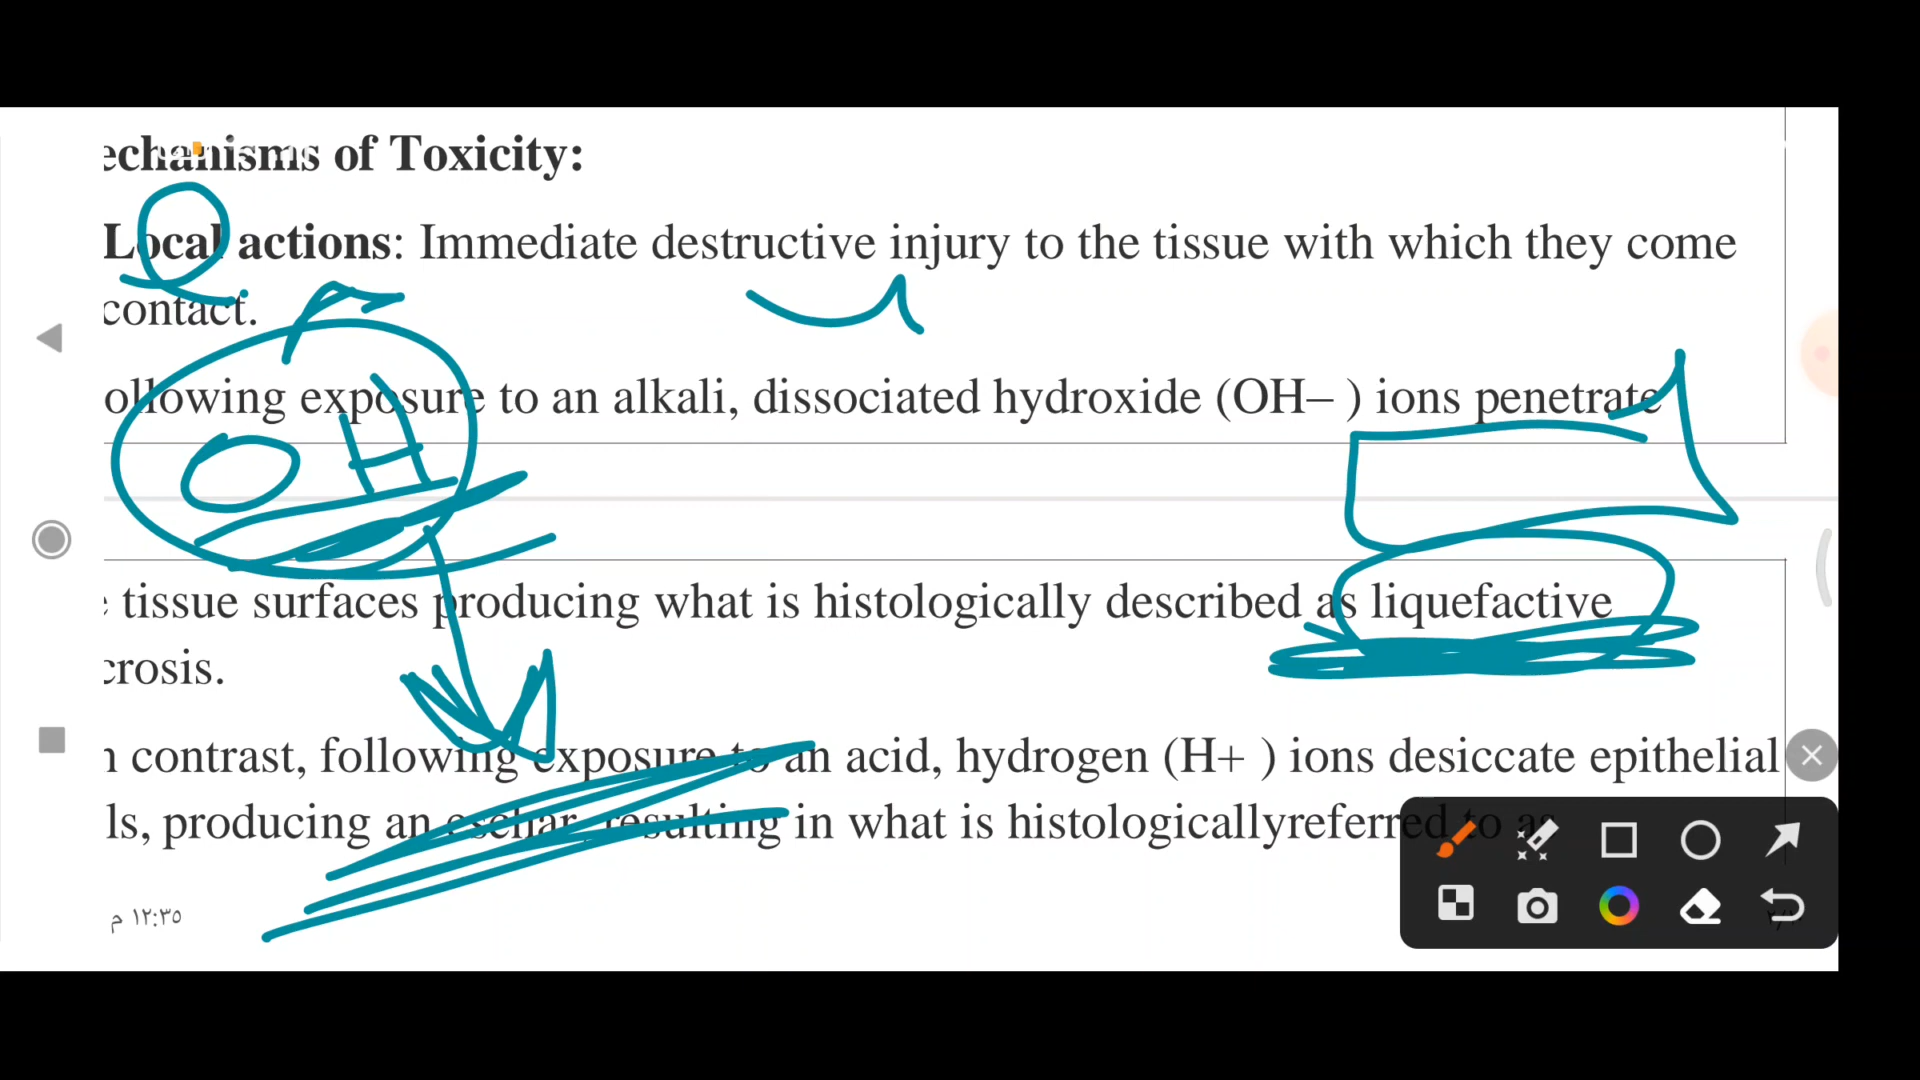 echanisms of Toxicity:
Local actions: Immediate destructive injury to the tissue with which they come
contact.
ollowing exposure to an alkali, dissociated hydroxide (OH– ) ions penetrate
OH
tissue surfaces producing what is histologically described as liquefactive
crosis.
n contrast, following exposure to an acid, hydrogen (H+ ) ions desiccate epithelial
ls, producing an eschar, resulting in what is histologicallyreferred to as
١٢:٣٥ م